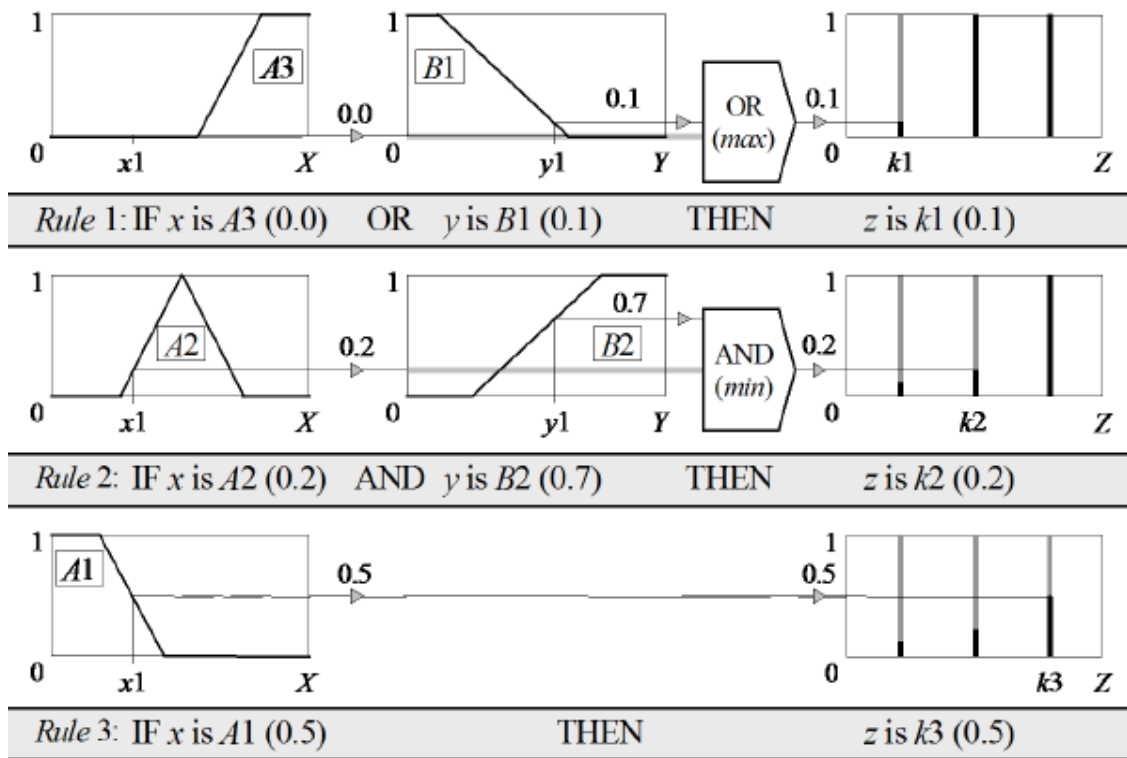 1 A3 0.0 1 B1 0.1 OR (max) 0.1 1
0 x1 X 0 y1 Y 0 k1 Z
Rule 1: IF x is A3 (0.0) OR y is B1 (0.1) THEN z is k1 (0.1)
1 A2 0.2 1 0.7 B2 AND (min) 0.2 1
0 x1 X 0 y1 Y 0 k2 Z
Rule 2: IF x is A2 (0.2) AND y is B2 (0.7) THEN z is k2 (0.2)
1 A1 0.5 1 0.5
0 x1 X 0 k3 Z
Rule 3: IF x is A1 (0.5) THEN z is k3 (0.5)